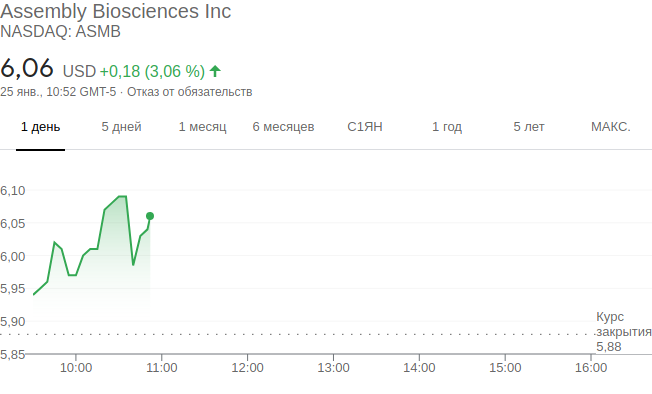 Assembly Biosciences Inc
NASDAQ: ASMB
6,06 USD +0,18 (3,06 %)
25 янв., 10:52 GMT-5 · Отказ от обязательств
1 день 5 дней 1 месяц 6 месяцев С1ЯН 1 год 5 лет МАКС.
6,10
6,05
6,00
5,95
5,90
Курс
закрытия
5,88
5,85
10:00 11:00 12:00 13:00 14:00 15:00 16:00